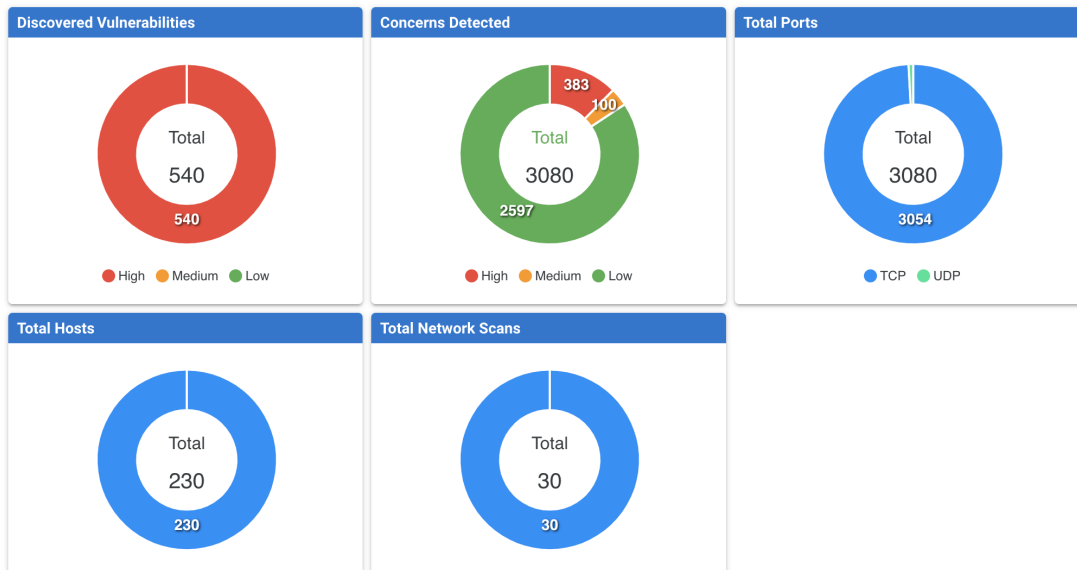 Discovered Vulnerabilities
Total
540
540
High Medium Low
Concerns Detected
383
100
Total
3080
2597
High Medium Low
Total Ports
Total
3080
3054
TCP UDP
Total Hosts
Total
230
230
Total Network Scans
Total
30
30